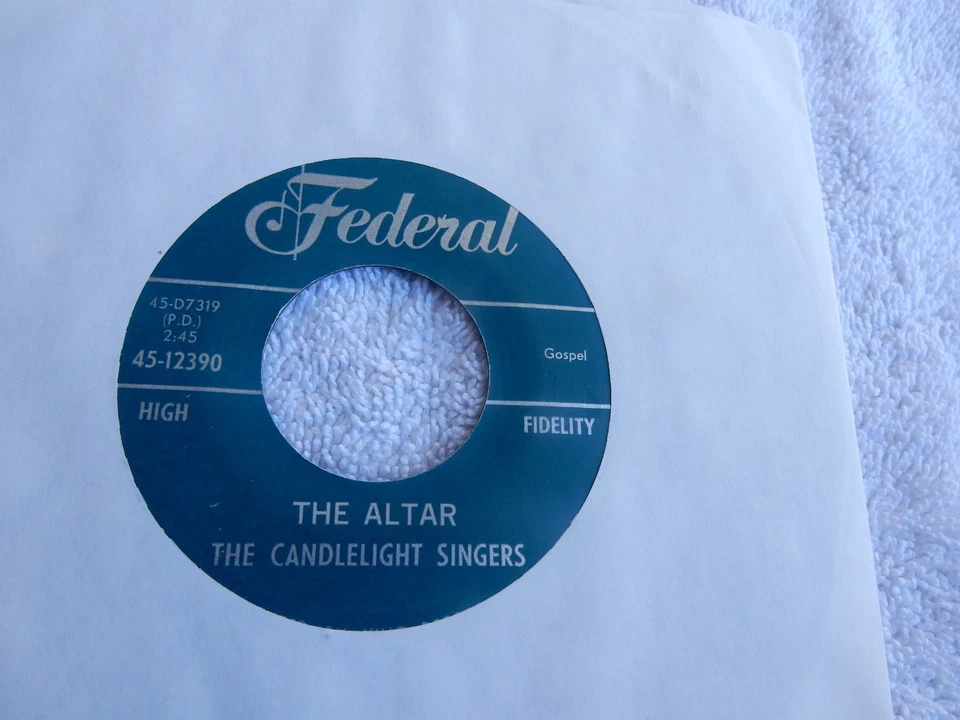 Federal
45-D7319
(P.D.)
2:45
45-12390
Gospel
HIGH
FIDELITY
THE ALTAR
THE CANDLELIGHT SINGERS